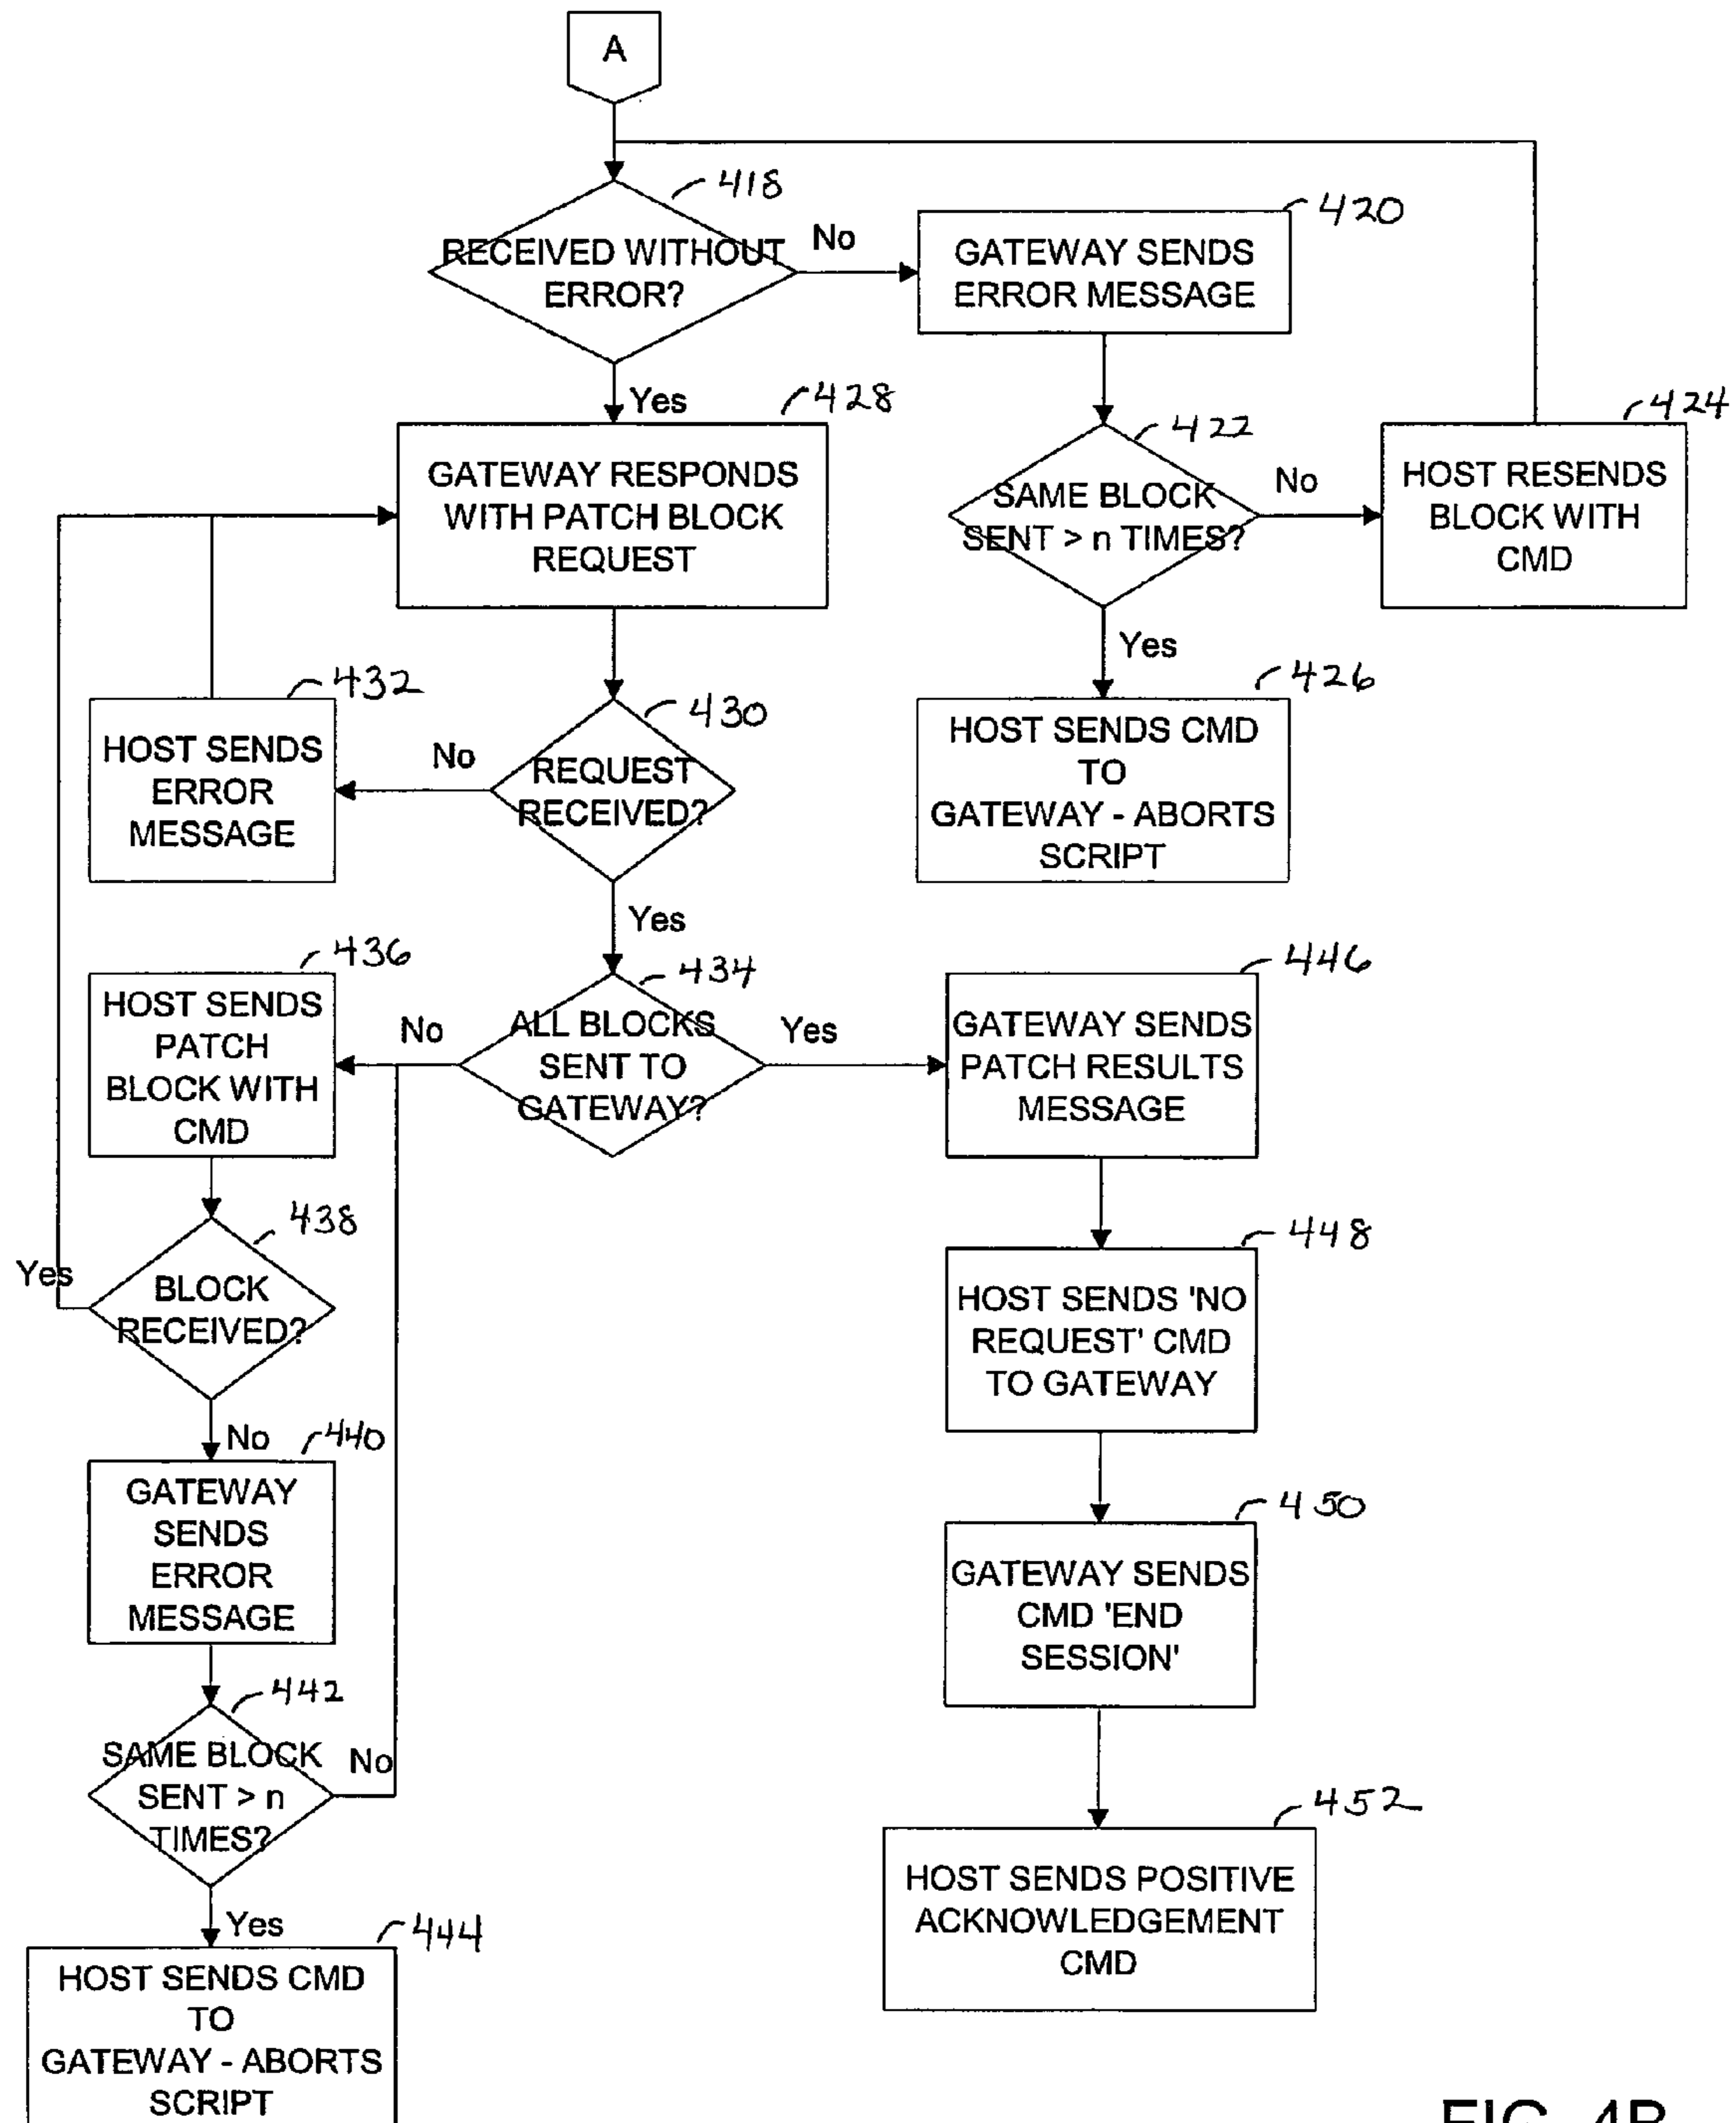 A
418
RECEIVED WITHOUT
ERROR?
No
420
GATEWAY SENDS
ERROR MESSAGE
Yes
428
GATEWAY RESPONDS
WITH PATCH BLOCK
REQUEST
422
SAME BLOCK
SENT > n TIMES?
No
424
HOST RESENDS
BLOCK WITH
CMD
Yes
426
HOST SENDS CMD
TO
GATEWAY - ABORTS
SCRIPT
432
HOST SENDS
ERROR
MESSAGE
No
430
REQUEST
RECEIVED?
Yes
436
HOST SENDS
PATCH
BLOCK WITH
CMD
No
434
ALL BLOCKS
SENT TO
GATEWAY?
Yes
446
GATEWAY SENDS
PATCH RESULTS
MESSAGE
438
BLOCK
RECEIVED?
Yes
448
HOST SENDS 'NO
REQUEST' CMD
TO GATEWAY
No
440
GATEWAY
SENDS
ERROR
MESSAGE
450
GATEWAY SENDS
CMD 'END
SESSION'
442
SAME BLOCK
SENT > n
TIMES?
No
452
HOST SENDS POSITIVE
ACKNOWLEDGEMENT
CMD
Yes
444
HOST SENDS CMD
TO
GATEWAY - ABORTS
SCRIPT
FIG. 4B